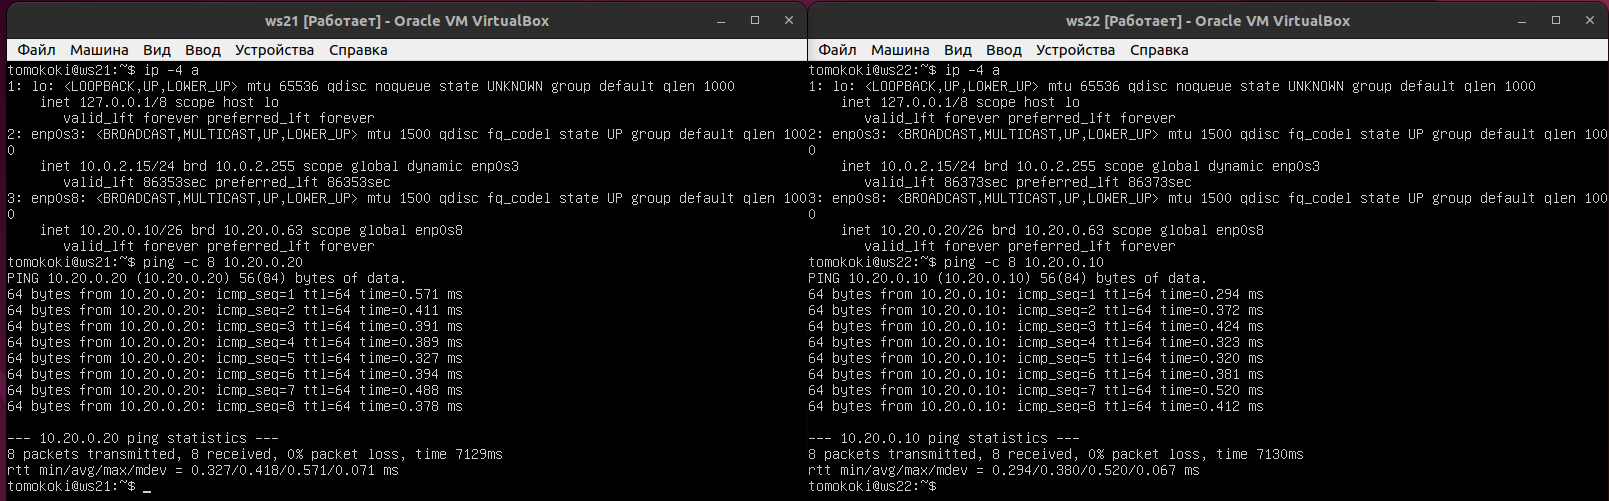 ws21 [Работает] - Oracle VM VirtualBox
Файл Машина Вид Ввод Устройства Справка
tomokoki@ws21:~$ ip -4 a
1: lo: <LOOPBACK,UP,LOWER_UP> mtu 65536 qdisc noqueue state UNKNOWN group default qlen 1000
    inet 127.0.0.1/8 scope host lo
       valid_lft forever preferred_lft forever
2: enp0s3: <BROADCAST,MULTICAST,UP,LOWER_UP> mtu 1500 qdisc fq_codel state UP group default qlen 100
0
    inet 10.0.2.15/24 brd 10.0.2.255 scope global dynamic enp0s3
       valid_lft 86353sec preferred_lft 86353sec
3: enp0s8: <BROADCAST,MULTICAST,UP,LOWER_UP> mtu 1500 qdisc fq_codel state UP group default qlen 100
0
    inet 10.20.0.10/26 brd 10.20.0.63 scope global enp0s8
       valid_lft forever preferred_lft forever
tomokoki@ws21:~$ ping -c 8 10.20.0.20
PING 10.20.0.20 (10.20.0.20) 56(84) bytes of data.
64 bytes from 10.20.0.20: icmp_seq=1 ttl=64 time=0.571 ms
64 bytes from 10.20.0.20: icmp_seq=2 ttl=64 time=0.411 ms
64 bytes from 10.20.0.20: icmp_seq=3 ttl=64 time=0.391 ms
64 bytes from 10.20.0.20: icmp_seq=4 ttl=64 time=0.389 ms
64 bytes from 10.20.0.20: icmp_seq=5 ttl=64 time=0.327 ms
64 bytes from 10.20.0.20: icmp_seq=6 ttl=64 time=0.394 ms
64 bytes from 10.20.0.20: icmp_seq=7 ttl=64 time=0.488 ms
64 bytes from 10.20.0.20: icmp_seq=8 ttl=64 time=0.378 ms
--- 10.20.0.20 ping statistics ---
8 packets transmitted, 8 received, 0% packet loss, time 7129ms
rtt min/avg/max/mdev = 0.327/0.418/0.571/0.071 ms
tomokoki@ws21:~$ _
ws22 [Работает] - Oracle VM VirtualBox
Файл Машина Вид Ввод Устройства Справка
tomokoki@ws22:~$ ip -4 a
1: lo: <LOOPBACK,UP,LOWER_UP> mtu 65536 qdisc noqueue state UNKNOWN group default qlen 1000
    inet 127.0.0.1/8 scope host lo
       valid_lft forever preferred_lft forever
2: enp0s3: <BROADCAST,MULTICAST,UP,LOWER_UP> mtu 1500 qdisc fq_codel state UP group default qlen 100
0
    inet 10.0.2.15/24 brd 10.0.2.255 scope global dynamic enp0s3
       valid_lft 86373sec preferred_lft 86373sec
3: enp0s8: <BROADCAST,MULTICAST,UP,LOWER_UP> mtu 1500 qdisc fq_codel state UP group default qlen 100
0
    inet 10.20.0.20/26 brd 10.20.0.63 scope global enp0s8
       valid_lft forever preferred_lft forever
tomokoki@ws22:~$ ping -c 8 10.20.0.10
PING 10.20.0.10 (10.20.0.10) 56(84) bytes of data.
64 bytes from 10.20.0.10: icmp_seq=1 ttl=64 time=0.294 ms
64 bytes from 10.20.0.10: icmp_seq=2 ttl=64 time=0.372 ms
64 bytes from 10.20.0.10: icmp_seq=3 ttl=64 time=0.424 ms
64 bytes from 10.20.0.10: icmp_seq=4 ttl=64 time=0.323 ms
64 bytes from 10.20.0.10: icmp_seq=5 ttl=64 time=0.320 ms
64 bytes from 10.20.0.10: icmp_seq=6 ttl=64 time=0.381 ms
64 bytes from 10.20.0.10: icmp_seq=7 ttl=64 time=0.520 ms
64 bytes from 10.20.0.10: icmp_seq=8 ttl=64 time=0.412 ms
--- 10.20.0.10 ping statistics ---
8 packets transmitted, 8 received, 0% packet loss, time 7130ms
rtt min/avg/max/mdev = 0.294/0.380/0.520/0.067 ms
tomokoki@ws22:~$